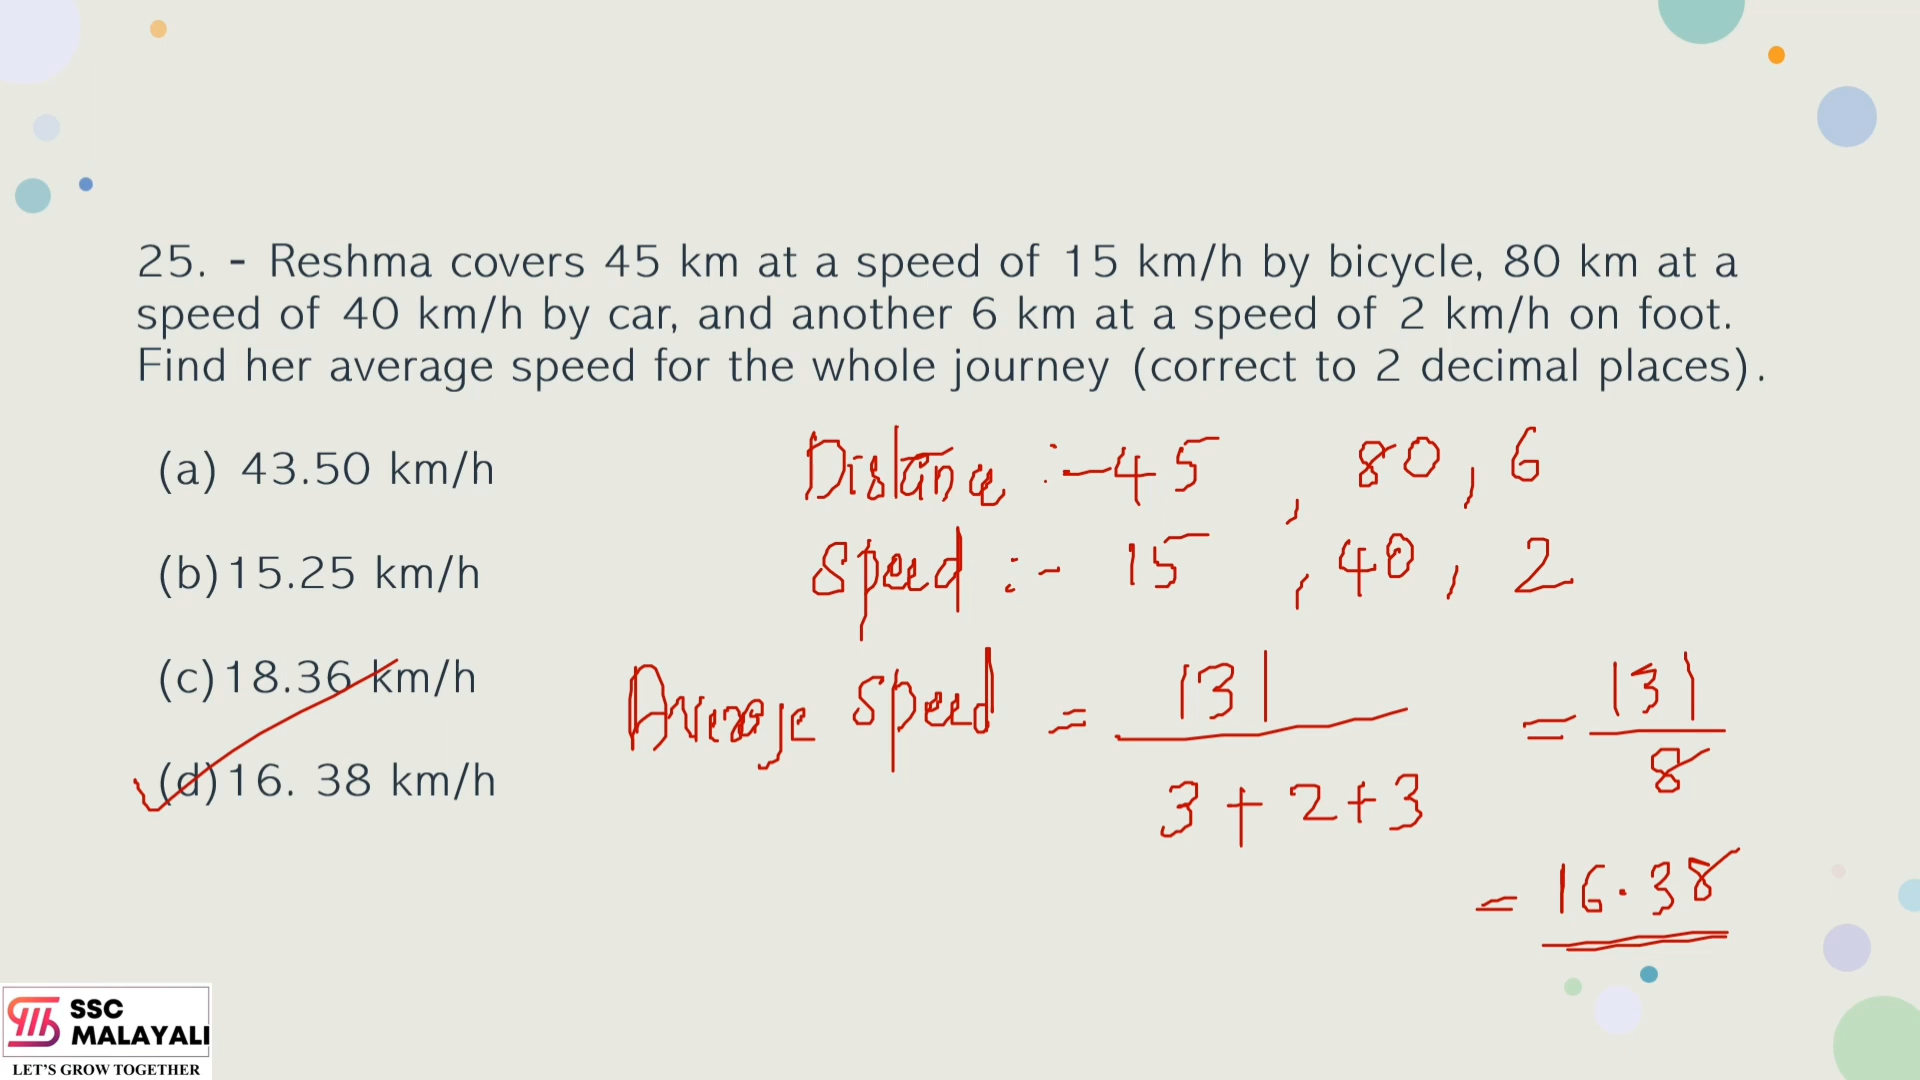 25. - Reshma covers 45 km at a speed of 15 km/h by bicycle, 80 km at a
speed of 40 km/h by car, and another 6 km at a speed of 2 km/h on foot.
Find her average speed for the whole journey (correct to 2 decimal places).
(a) 43.50 km/h
(b) 15.25 km/h
(c) 18.36 km/h
(d) 16. 38 km/h
Distance :- 45 , 80, 6
Speed :- 15 , 40, 2
Average Speed = 131 / 3 + 2 + 3 = 131 / 8
= 16.38
SSC
MALAYALI
LET'S GROW TOGETHER